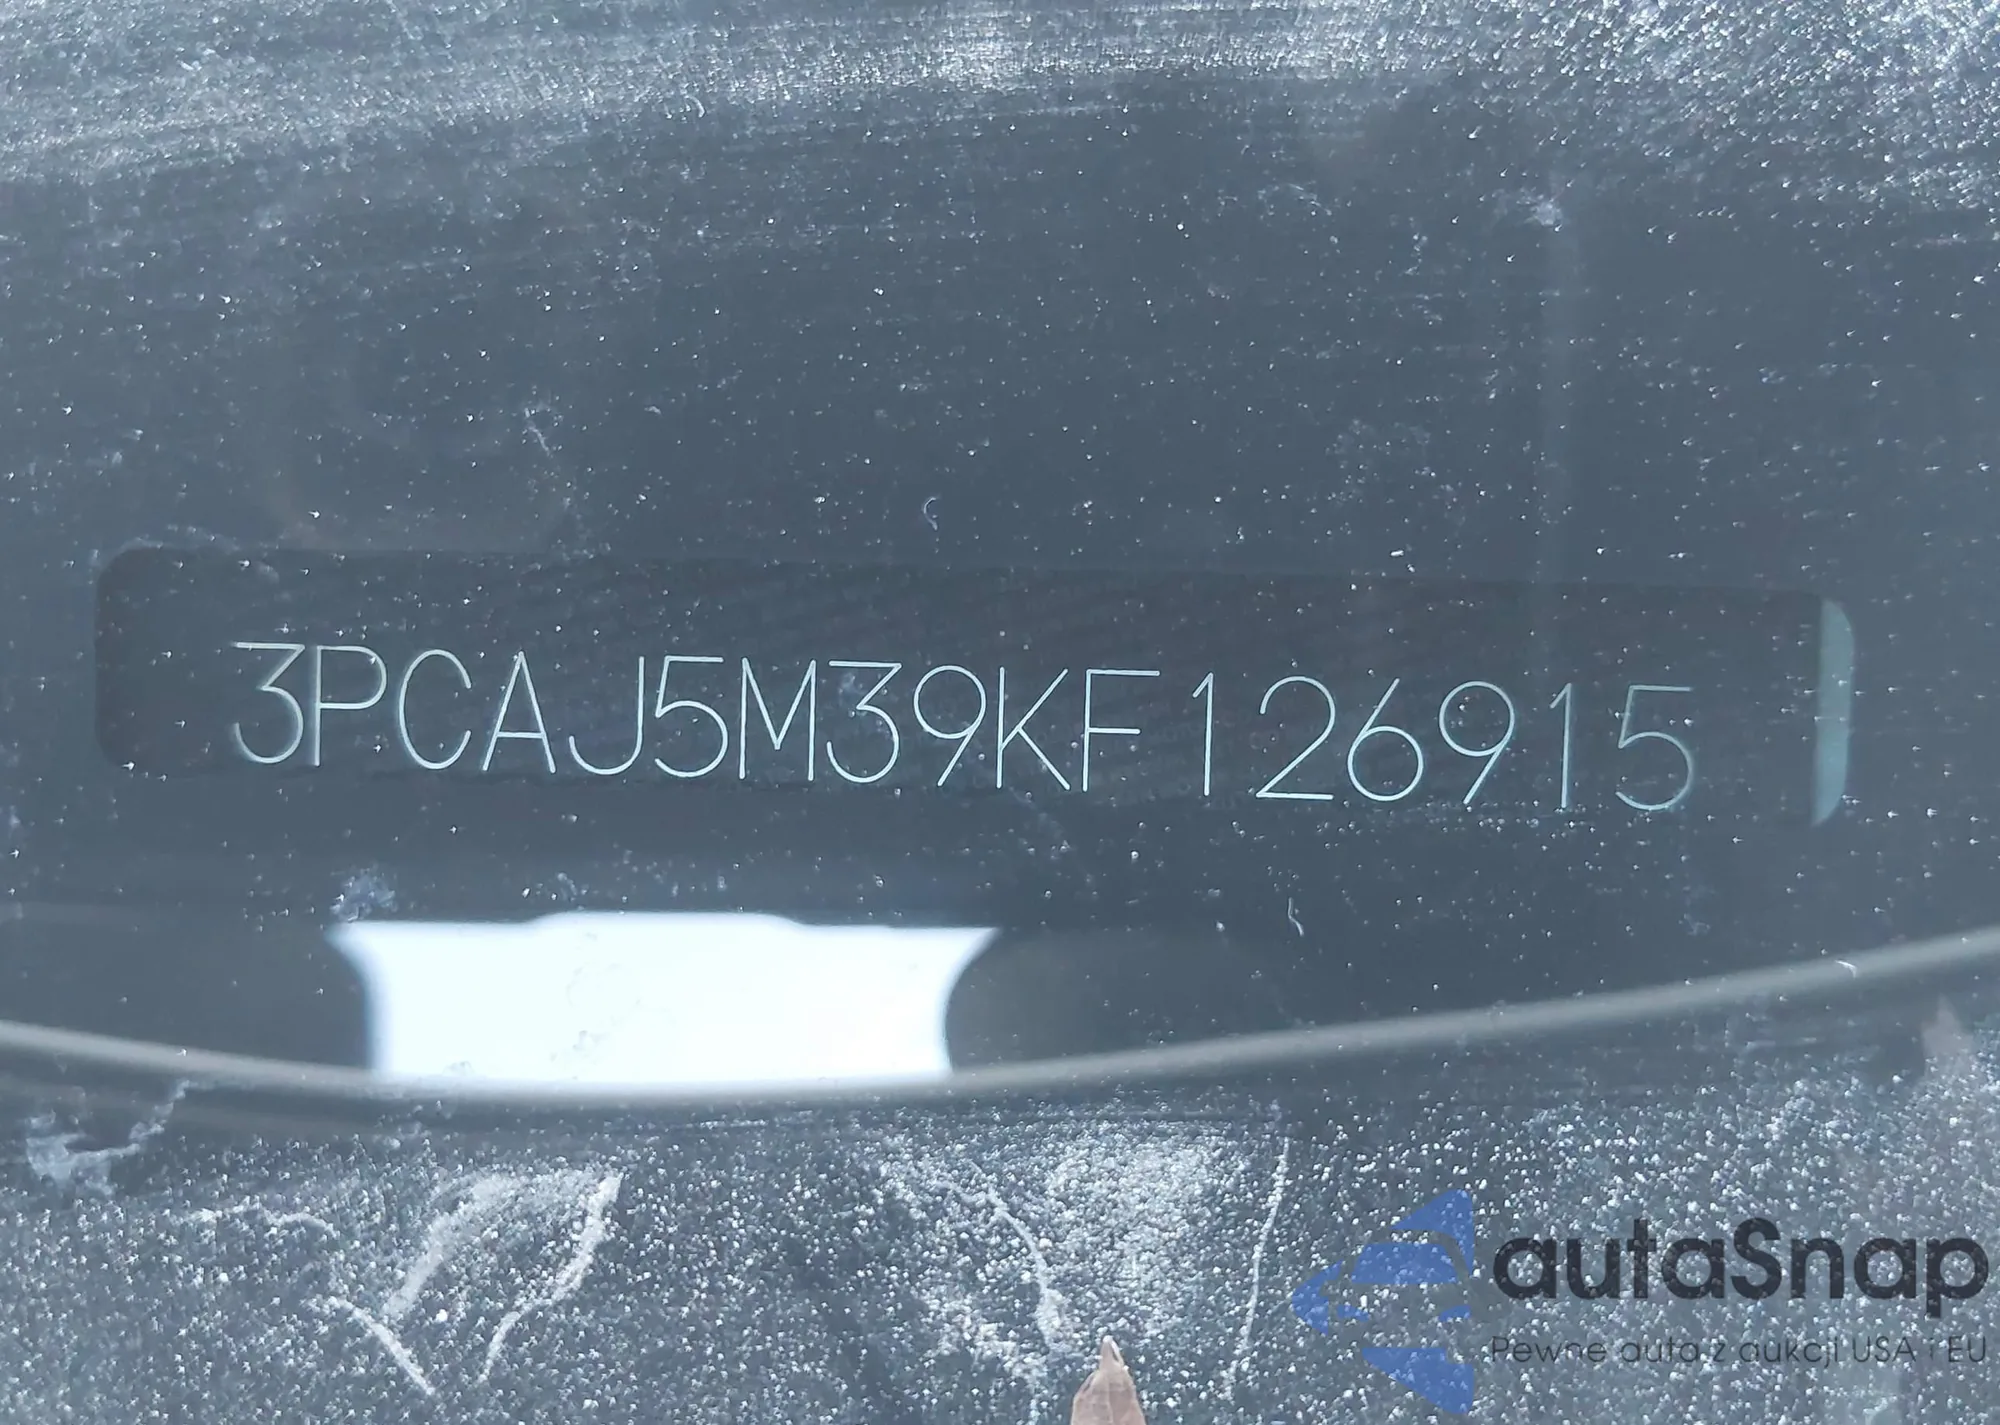 3PCAJ5M39KF126915
autaSnap
Pewne auta z aukcji USA i EU